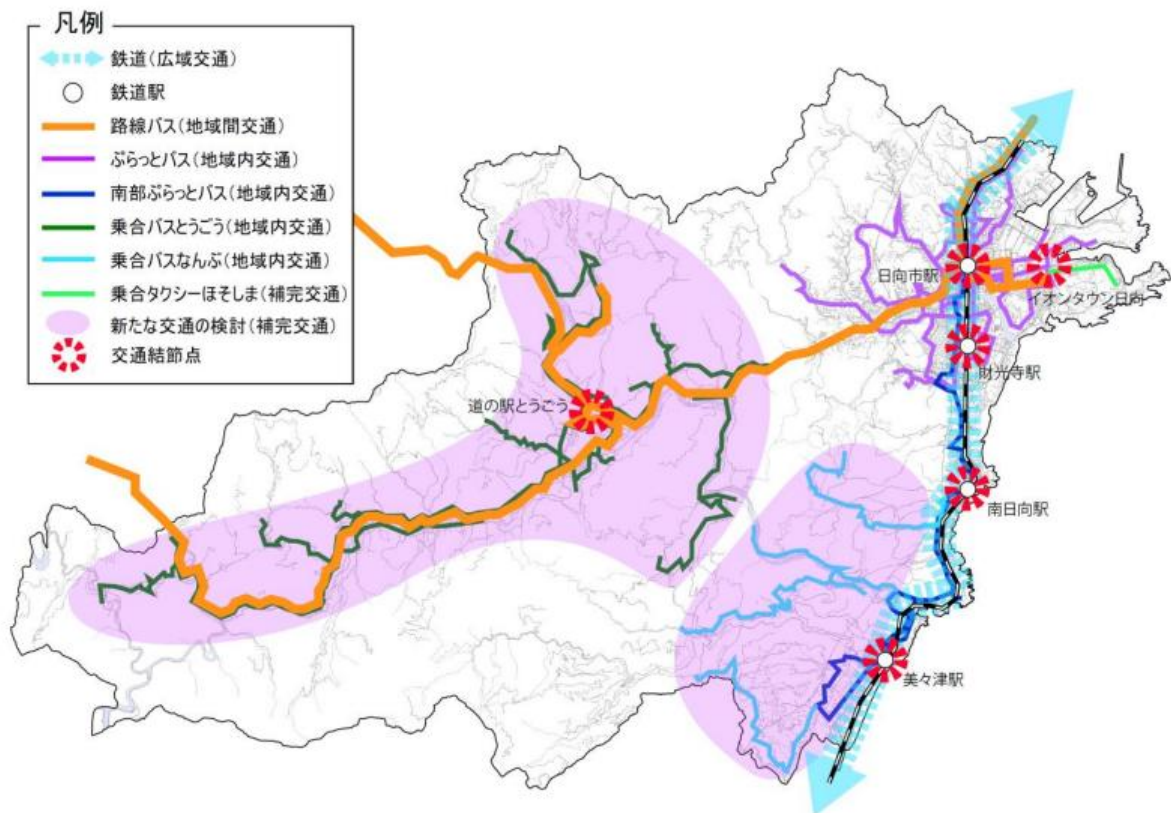 凡例
鉄道(広域交通)
鉄道駅
路線バス(地域間交通)
ぷらっとバス(地域内交通)
南部ぷらっとバス(地域内交通)
乗合バスとうごう(地域内交通)
乗合バスなんぶ(地域内交通)
乗合タクシーほそしま(補完交通)
新たな交通の検討(補完交通)
交通結節点
日向市駅
イオンタウン日向
財光寺駅
道の駅とうごう
南日向駅
美々津駅